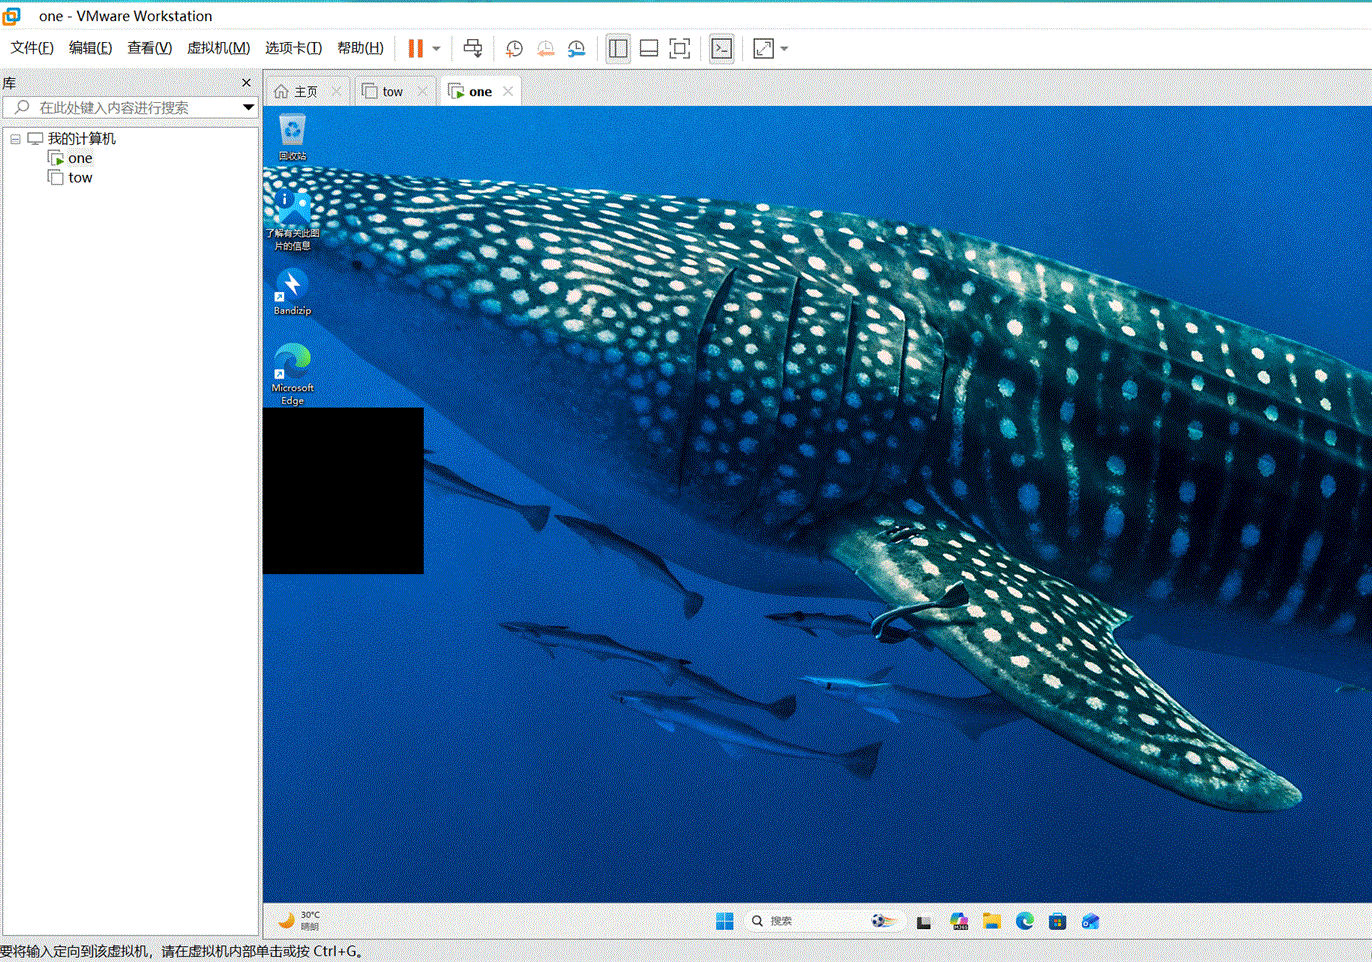 one - VMware Workstation
文件(F) 编辑(E) 查看(V) 虚拟机(M) 选项卡(T) 帮助(H)
库
在此处键入内容进行搜索
我的计算机
one
tow
主页 tow one
回收站
了解有关此图
片的信息
Bandizip
Microsoft
Edge
30°C
晴朗
搜索
M365
要将输入定向到该虚拟机，请在虚拟机内部单击或按 Ctrl+G。